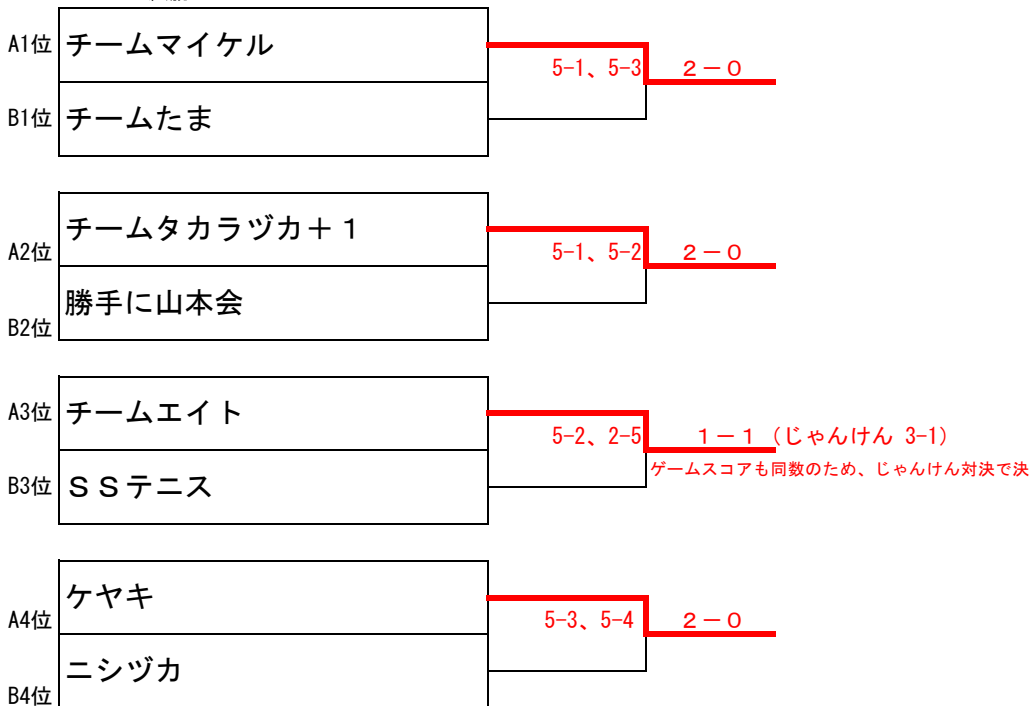 A1位 チームマイケル
5-1、5-3 2－0
B1位 チームたま
A2位 チームタカラヅカ＋１
5-1、5-2 2－0
B2位 勝手に山本会
A3位 チームエイト
5-2、2-5 1－1（じゃんけん 3-1）
ゲームスコアも同数のため、じゃんけん対決で決
B3位 ＳＳテニス
A4位 ケヤキ
5-3、5-4 2－0
B4位 ニシヅカ